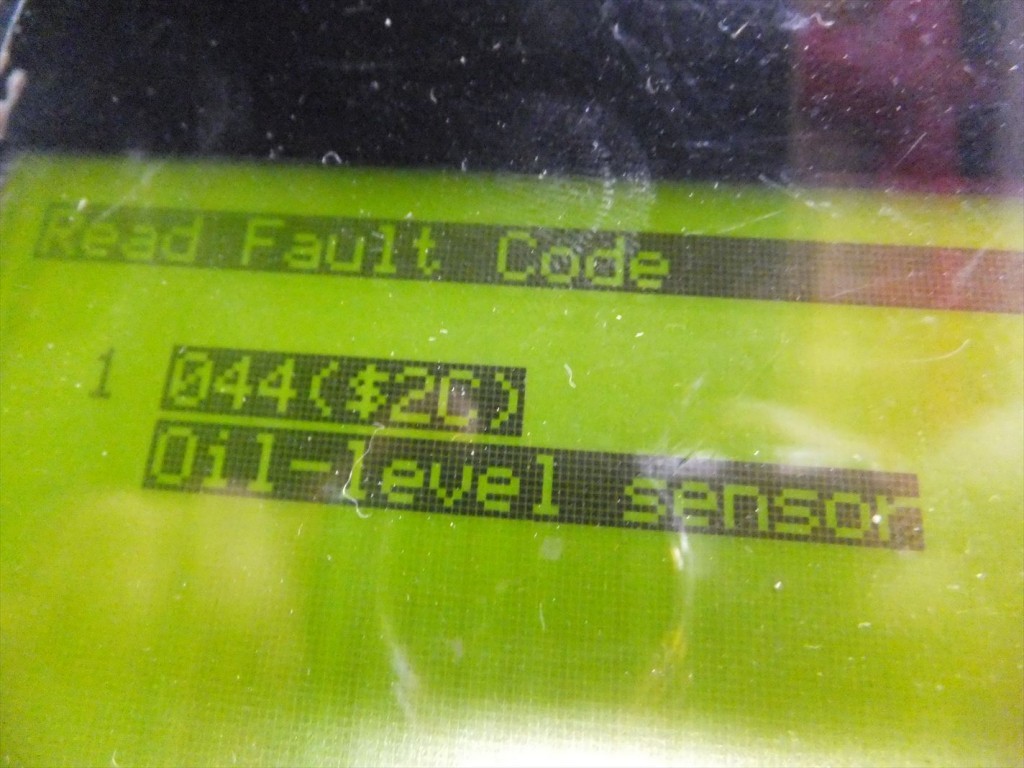 Read Fault Code
1 044($2C)
Oil-level sensor